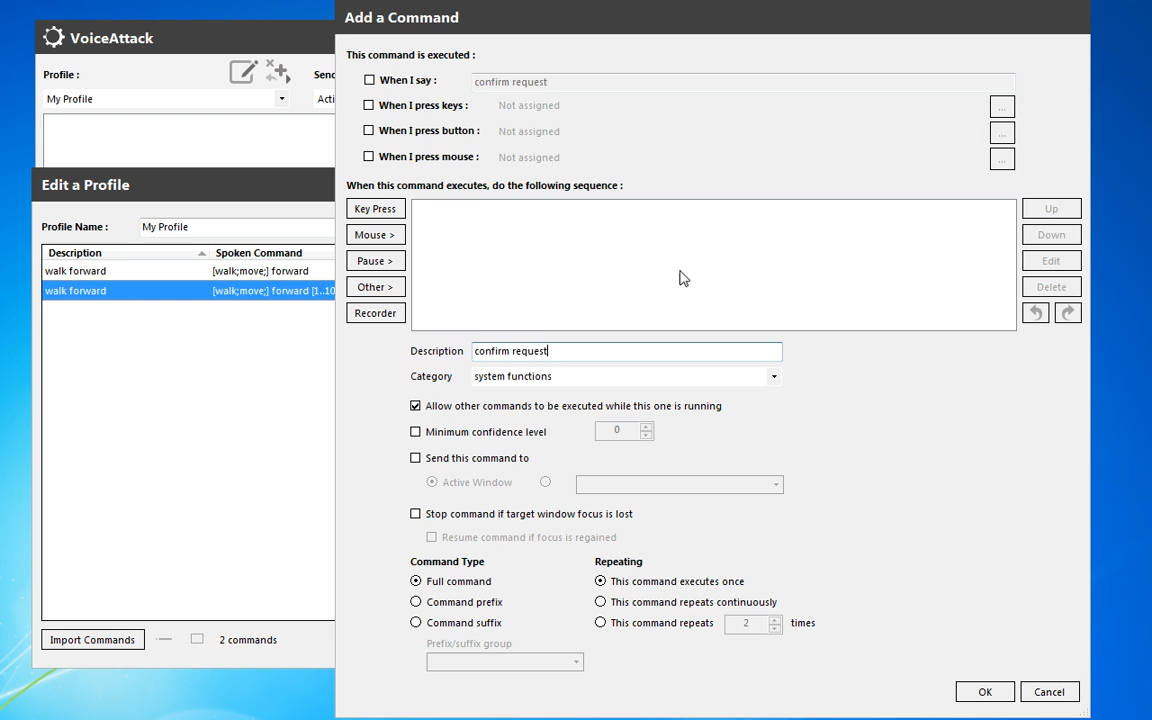 VoiceAttack
Profile :
Send
My Profile
Acti
Edit a Profile
Profile Name :
My Profile
Description
Spoken Command
walk forward
[walk;move;] forward
walk forward
[walk;move;] forward [1..10
Import Commands
2 commands
Add a Command
This command is executed :
When I say :
confirm request
When I press keys :
Not assigned
...
When I press button :
Not assigned
...
When I press mouse :
Not assigned
...
When this command executes, do the following sequence :
Key Press
Mouse >
Pause >
Other >
Recorder
Up
Down
Edit
Delete
Description
confirm request
Category
system functions
Allow other commands to be executed while this one is running
Minimum confidence level
0
Send this command to
Active Window
Stop command if target window focus is lost
Resume command if focus is regained
Command Type
Full command
Command prefix
Command suffix
Prefix/suffix group
Repeating
This command executes once
This command repeats continuously
This command repeats
2
times
OK
Cancel